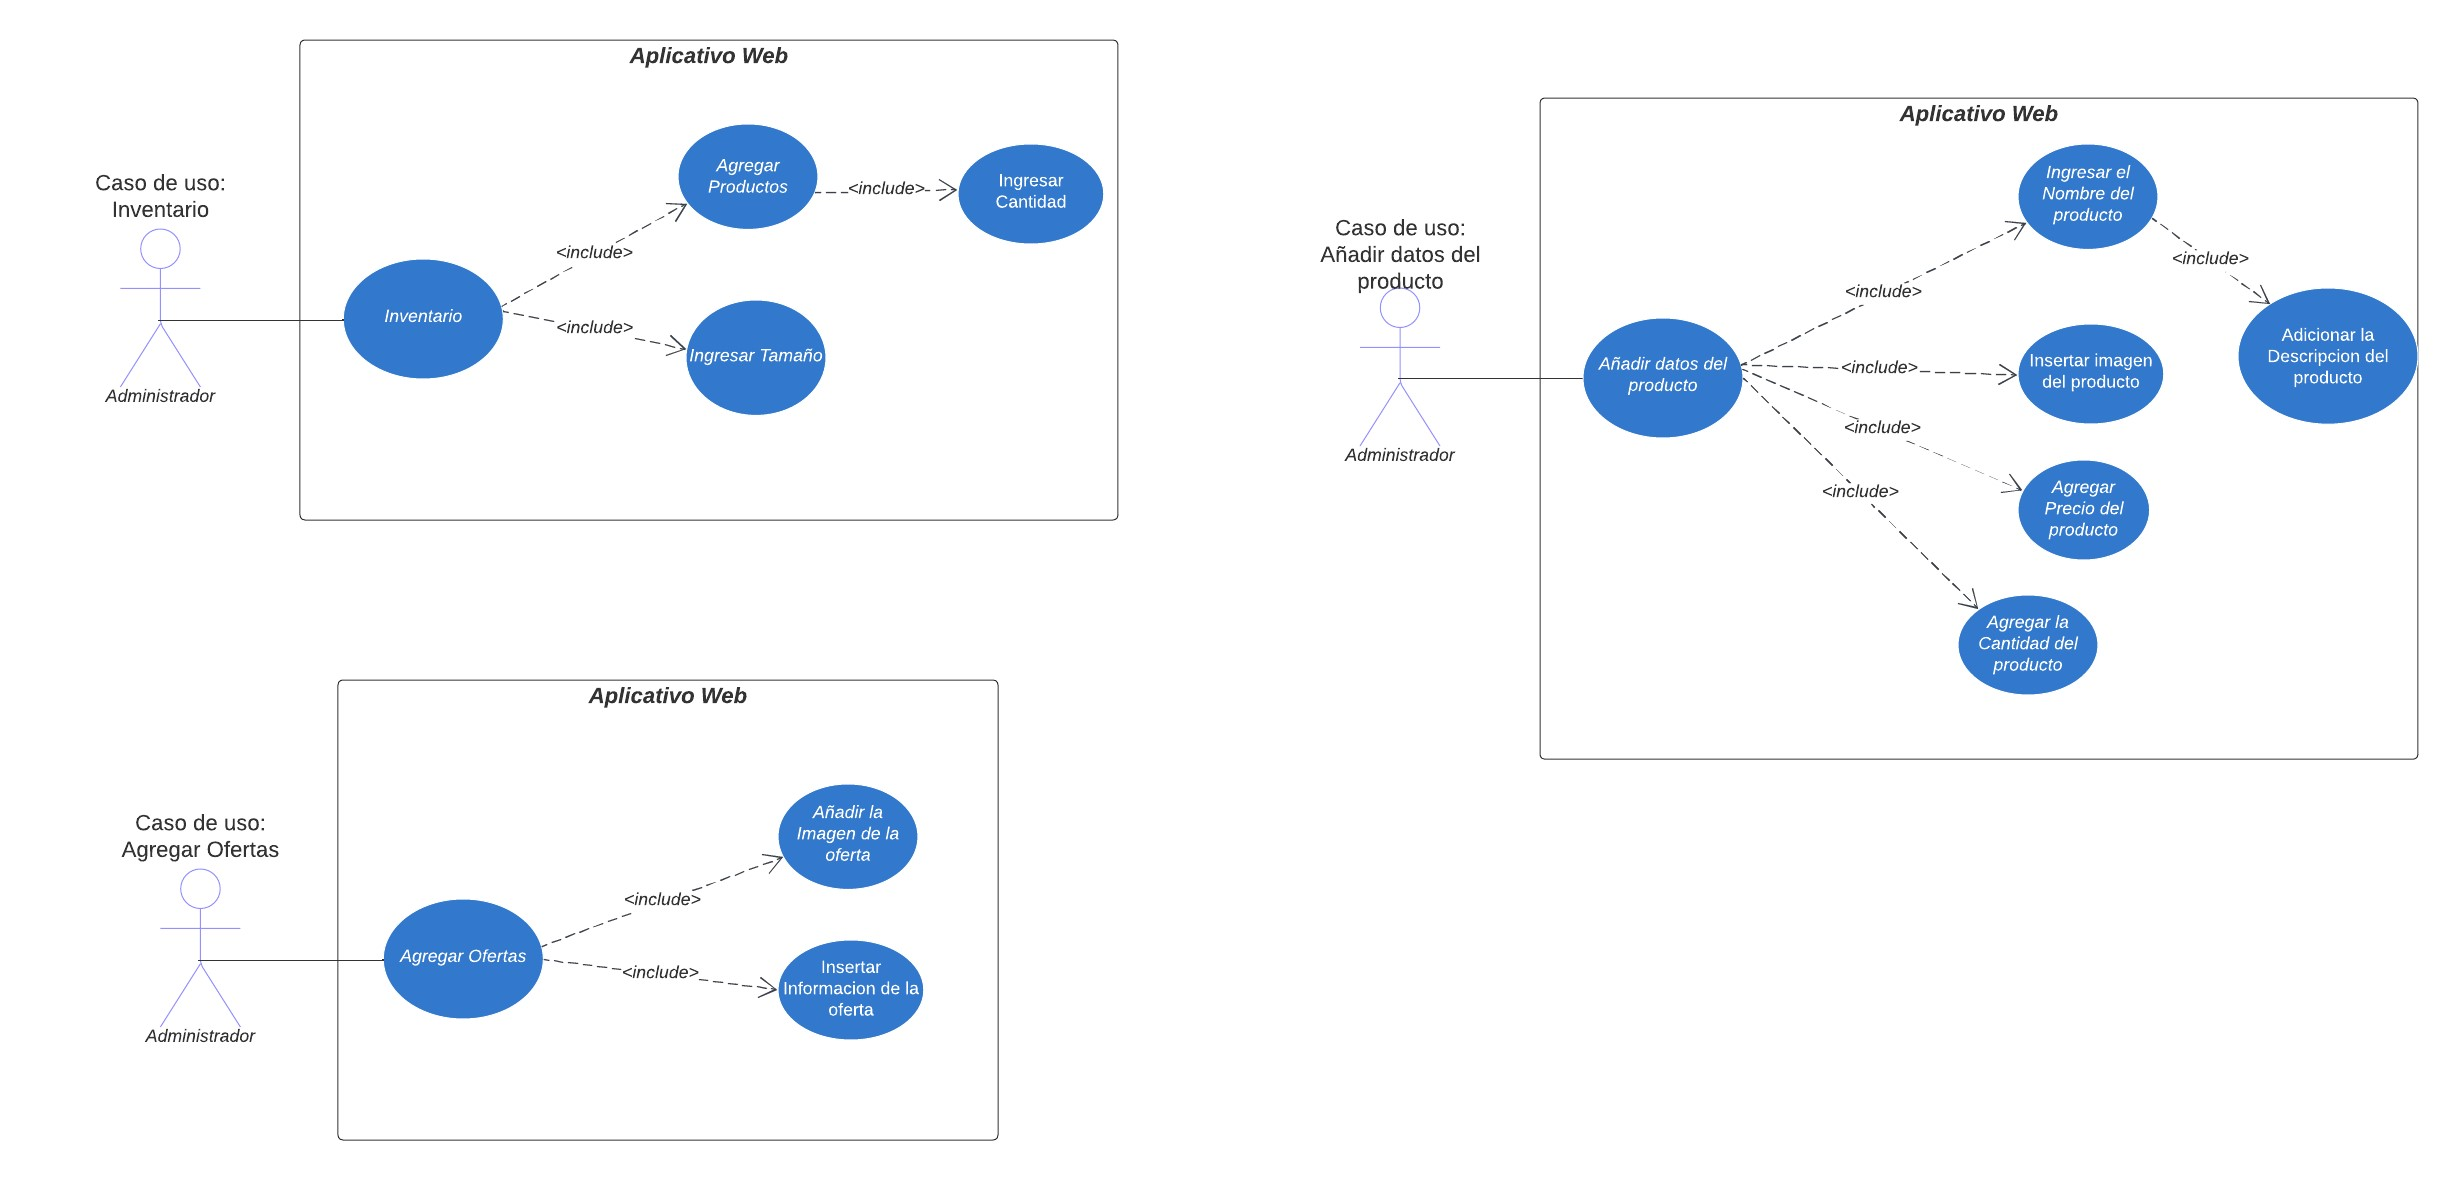 Aplicativo Web
Caso de uso:
Inventario
Administrador
Inventario
<include>
<include>
Agregar
Productos
<include>
Ingresar
Cantidad
Ingresar Tamaño
Aplicativo Web
Caso de uso:
Añadir datos del
producto
Administrador
Añadir datos del
producto
<include>
<include>
<include>
<include>
Ingresar el
Nombre del
producto
<include>
Adicionar la
Descripcion del
producto
Insertar imagen
del producto
Agregar
Precio del
producto
Agregar la
Cantidad del
producto
Aplicativo Web
Caso de uso:
Agregar Ofertas
Administrador
Agregar Ofertas
<include>
<include>
Añadir la
Imagen de la
oferta
Insertar
Informacion de la
oferta